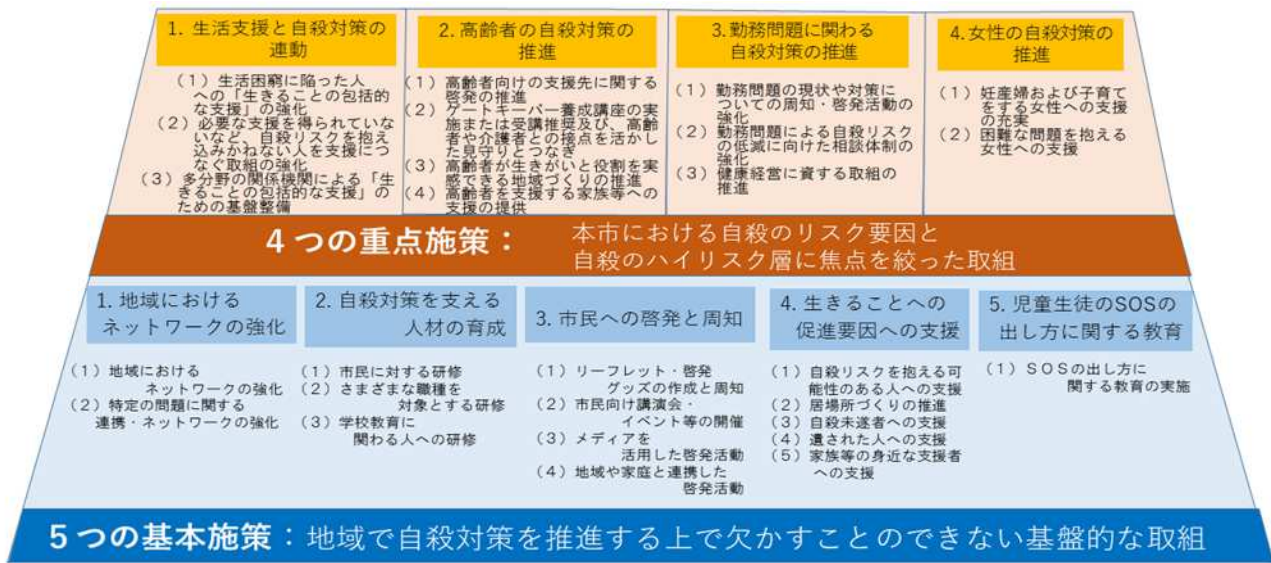 1. 生活支援と自殺対策の
連動
（1）生活困窮に陥った人
への「生きることの包括的
な支援」の強化
（2）必要な支援を得られていな
いなど、自殺リスクを抱え
込みかねない人を支援につ
なぐ取組の強化
（3）多分野の関係機関による「生
きることの包括的な支援」の
ための基盤整備
2. 高齢者の自殺対策の
推進
（1）高齢者向けの支援先に関する
啓発の推進
（2）ゲートキーパー養成講座の実
施または受講推奨及び、高齢
者や介護者との接点を活かし
た見守りとつなぎ
（3）高齢者が生きがいと役割を実
感できる地域づくりの推進
（4）高齢者を支援する家族等への
支援の提供
3.勤務問題に関わる
自殺対策の推進
（1）勤務問題の現状や対策に
ついての周知・啓発活動の
強化
（2）勤務問題による自殺リスク
の低減に向けた相談体制の
強化
（3）健康経営に資する取組の
推進
4.女性の自殺対策の
推進
（1）妊産婦および子育て
をする女性への支援
の充実
（2）困難な問題を抱える
女性への支援
4つの重点施策：
本市における自殺のリスク要因と
自殺のハイリスク層に焦点を絞った取組
1. 地域における
ネットワークの強化
（1）地域における
ネットワークの強化
（2）特定の問題に関する
連携・ネットワークの強化
2. 自殺対策を支える
人材の育成
（1）市民に対する研修
（2）さまざまな職種を
対象とする研修
（3）学校教育に
関わる人への研修
3. 市民への啓発と周知
（1）リーフレット・啓発
グッズの作成と周知
（2）市民向け講演会・
イベント等の開催
（3）メディアを
活用した啓発活動
（4）地域や家庭と連携した
啓発活動
4. 生きることへの
促進要因への支援
（1）自殺リスクを抱える可
能性のある人への支援
（2）居場所づくりの推進
（3）自殺未遂者への支援
（4）遺された人への支援
（5）家族等の身近な支援者
への支援
5. 児童生徒のSOSの
出し方に関する教育
（1）SOSの出し方に
関する教育の実施
5つの基本施策：地域で自殺対策を推進する上で欠かすことのできない基盤的な取組